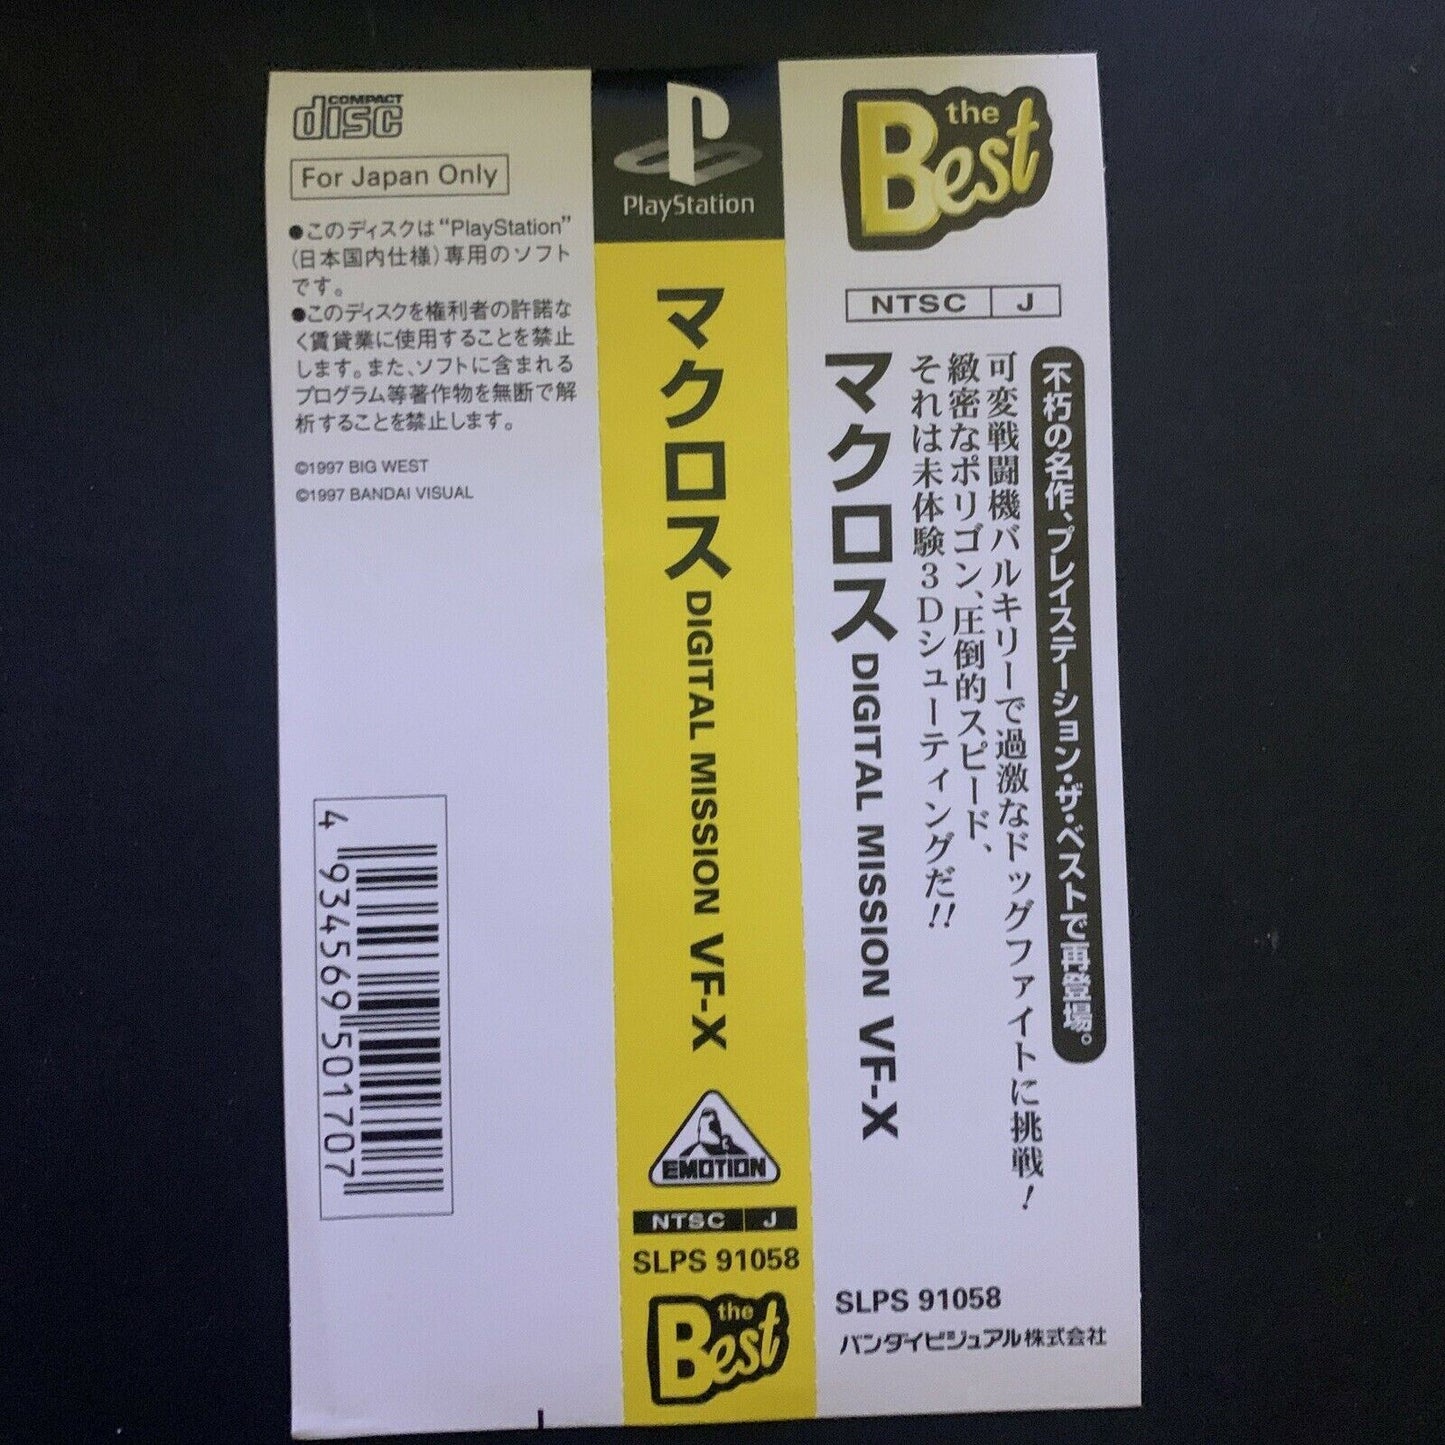 COMPACT
disc
For Japan Only
●このディスクは“PlayStation”
(日本国内仕様)専用のソフト
です。
●このディスクを権利者の許諾な
く賃貸業に使用することを禁止
します。また、ソフトに含まれる
プログラム等著作物を無断で解
析することを禁止します。
©1997 BIG WEST
©1997 BANDAI VISUAL
4 934569 501707
PlayStation
マクロス DIGITAL MISSION VF-X
EMOTION
NTSC J
SLPS 91058
the Best
the Best
NTSC J
不朽の名作、プレイステーション・ザ・ベストで再登場。
可変戦闘機バルキリーで過激なドッグファイトに挑戦!
緻密なポリゴン、圧倒的スピード、
それは未体験3Dシューティングだ!!
マクロス DIGITAL MISSION VF-X
SLPS 91058
バンダイビジュアル株式会社